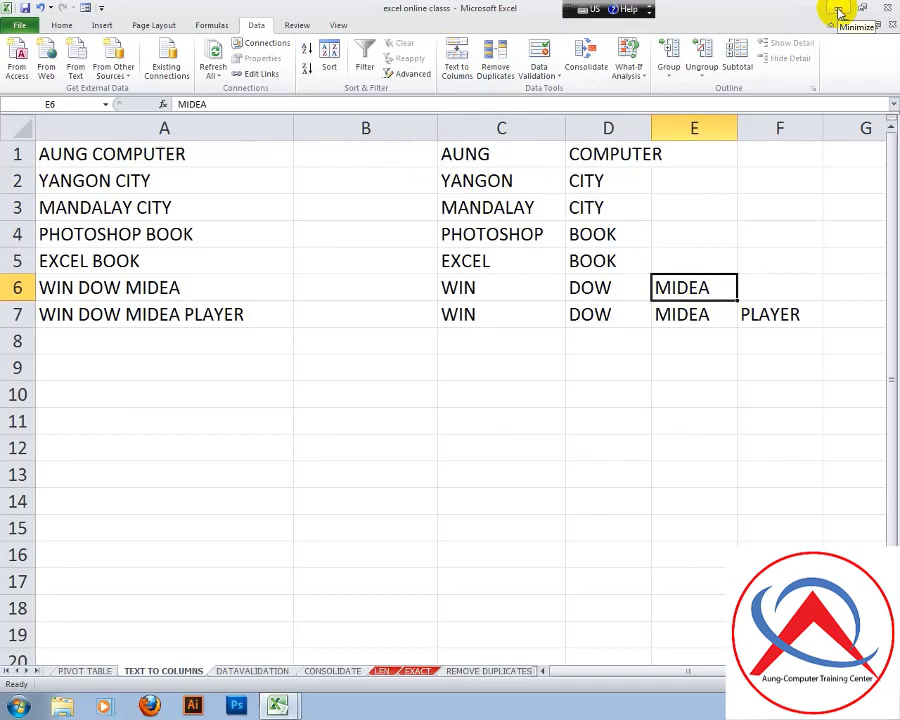 excel online classs - Microsoft Excel
US Help
Minimize
File Home Insert Page Layout Formulas Data Review View
From Access
From Web
From Text
From Other Sources
Existing Connections
Get External Data
Refresh All
Connections
Properties
Edit Links
Connections
Sort
Filter
Clear
Reapply
Advanced
Sort & Filter
Text to Columns
Remove Duplicates
Data Validation
Consolidate
What-If Analysis
Data Tools
Group
Ungroup
Subtotal
Show Detail
Hide Detail
Outline
E6 fx MIDEA
A B C D E F G
1 AUNG COMPUTER AUNG COMPUTER
2 YANGON CITY YANGON CITY
3 MANDALAY CITY MANDALAY CITY
4 PHOTOSHOP BOOK PHOTOSHOP BOOK
5 EXCEL BOOK EXCEL BOOK
6 WIN DOW MIDEA WIN DOW MIDEA
7 WIN DOW MIDEA PLAYER WIN DOW MIDEA PLAYER
8
9
10
11
12
13
14
15
16
17
18
19
20
PIVOT TABLE TEXT TO COLUMNS DATAVALIDATION CONSOLIDATE LEN EXACT REMOVE DUPLICATES
Ready
Ai Ps
Aung-Computer Training Center